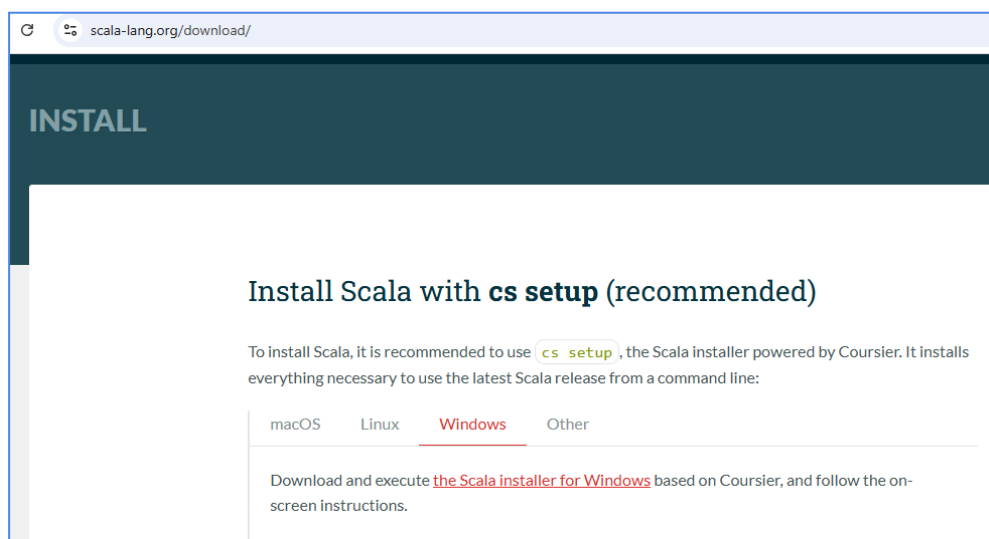 scala-lang.org/download/
INSTALL
Install Scala with cs setup (recommended)
To install Scala, it is recommended to use cs setup, the Scala installer powered by Coursier. It installs
everything necessary to use the latest Scala release from a command line:
macOS Linux Windows Other
Download and execute the Scala installer for Windows based on Coursier, and follow the on-
screen instructions.